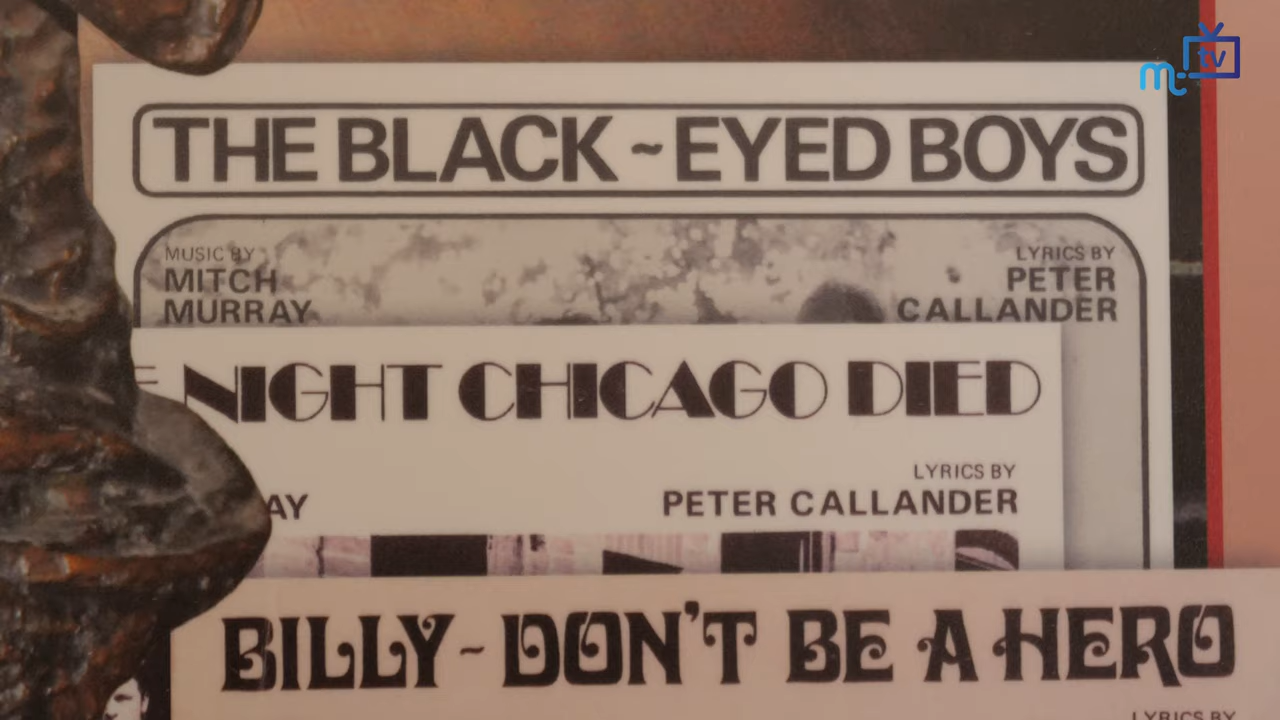 m
tv
THE BLACK ~ EYED BOYS
MUSIC BY
MITCH
MURRAY
LYRICS BY
PETER
CALLANDER
NIGHT CHICAGO DIED
AY
LYRICS BY
PETER CALLANDER
BILLY ~ DON'T BE A HERO
LYRICS BY